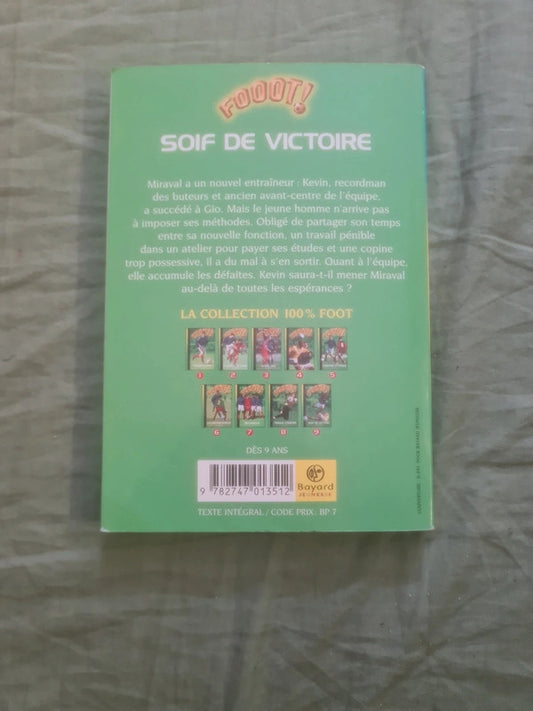 FOOOT!
SOIF DE VICTOIRE
Miraval a un nouvel entraîneur : Kevin, recordman
des buteurs et ancien avant-centre de l'équipe,
a succédé à Gio. Mais le jeune homme n'arrive pas
à imposer ses méthodes. Obligé de partager son temps
entre sa nouvelle fonction, un travail pénible
dans un atelier pour payer ses études et une copine
trop possessive, il a du mal à s'en sortir. Quant à l'équipe,
elle accumule les défaites. Kevin saura-t-il mener Miraval
au-delà de toutes les espérances ?
LA COLLECTION 100 % FOOT
1 2 3 4 5
6 7 8 9
DÈS 9 ANS
9 782747 013512
Bayard
JEUNESSE
TEXTE INTÉGRAL / CODE PRIX : BP 7